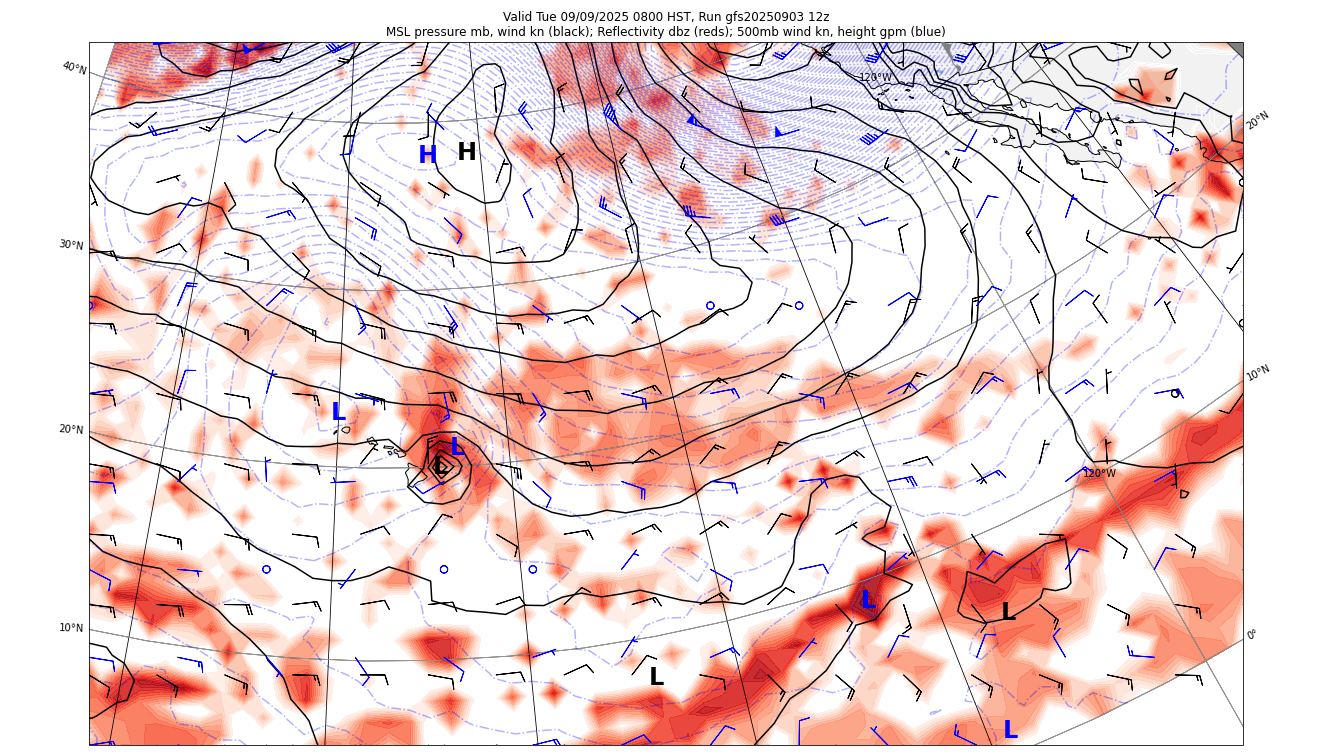 Valid Tue 09/09/2025 0800 HST, Run gfs20250903 12z
MSL pressure mb, wind kn (black); Reflectivity dbz (reds); 500mb wind kn, height gpm (blue)
40°N
120°W
20°N
H H
30°N
10°N
L
20°N
L
L
120°W
L
L
10°N
0°
L
L